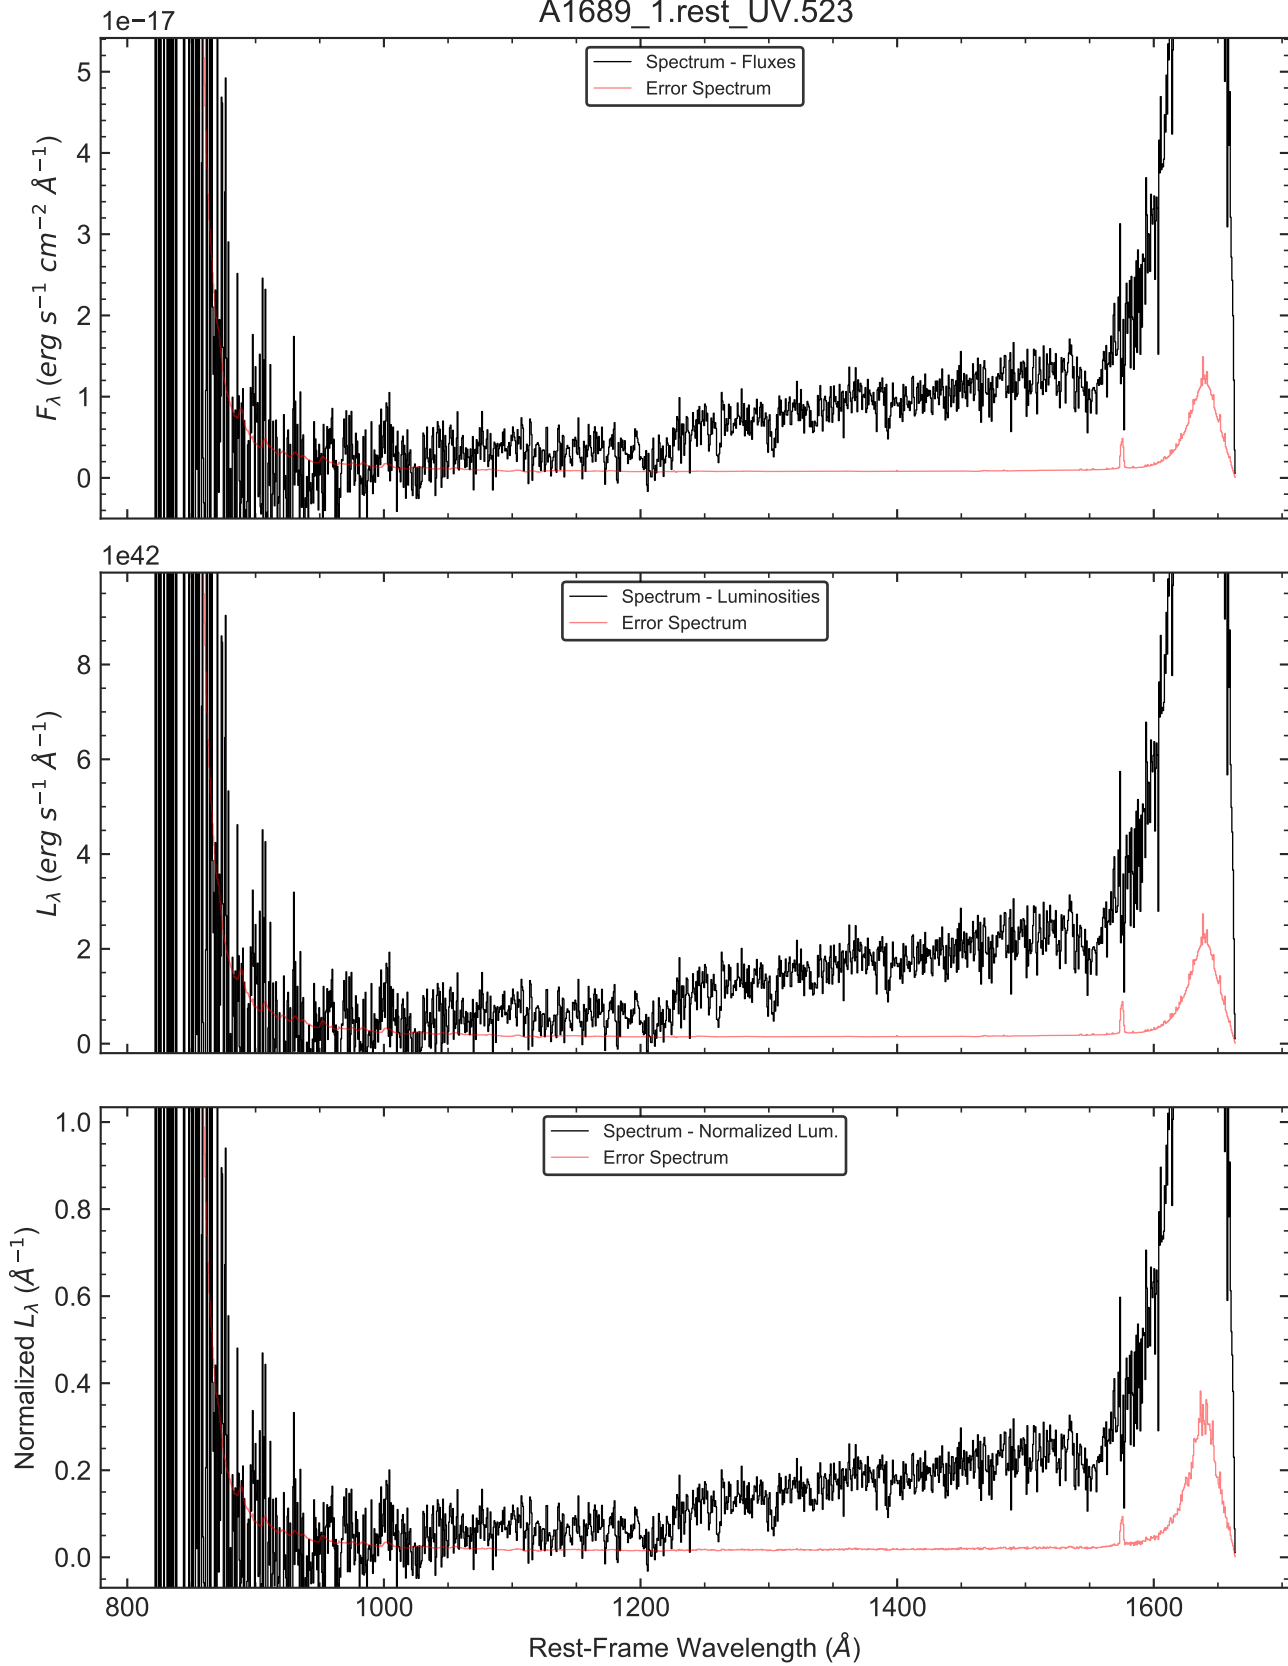 A1689_1.rest_UV.523
1e−17
Spectrum - Fluxes
Error Spectrum
5
4
3
2
1
0
Fλ (erg s−1 cm−2 Å−1)
1e42
Spectrum - Luminosities
Error Spectrum
8
6
4
2
0
Lλ (erg s−1 Å−1)
Spectrum - Normalized Lum.
Error Spectrum
1.0
0.8
0.6
0.4
0.2
0.0
Normalized Lλ (Å−1)
800 1000 1200 1400 1600
Rest-Frame Wavelength (Å)